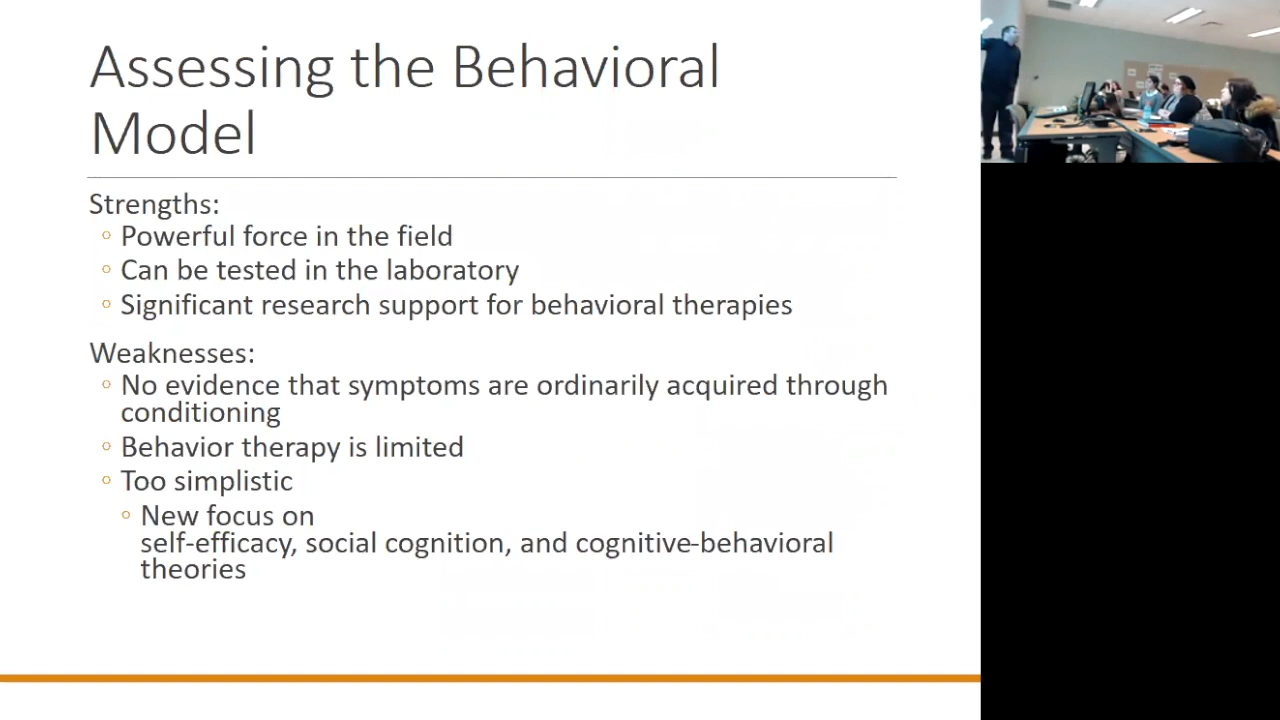 Assessing the Behavioral
Model
Strengths:
◦ Powerful force in the field
◦ Can be tested in the laboratory
◦ Significant research support for behavioral therapies
Weaknesses:
◦ No evidence that symptoms are ordinarily acquired through
conditioning
◦ Behavior therapy is limited
◦ Too simplistic
◦ New focus on
self-efficacy, social cognition, and cognitive-behavioral
theories